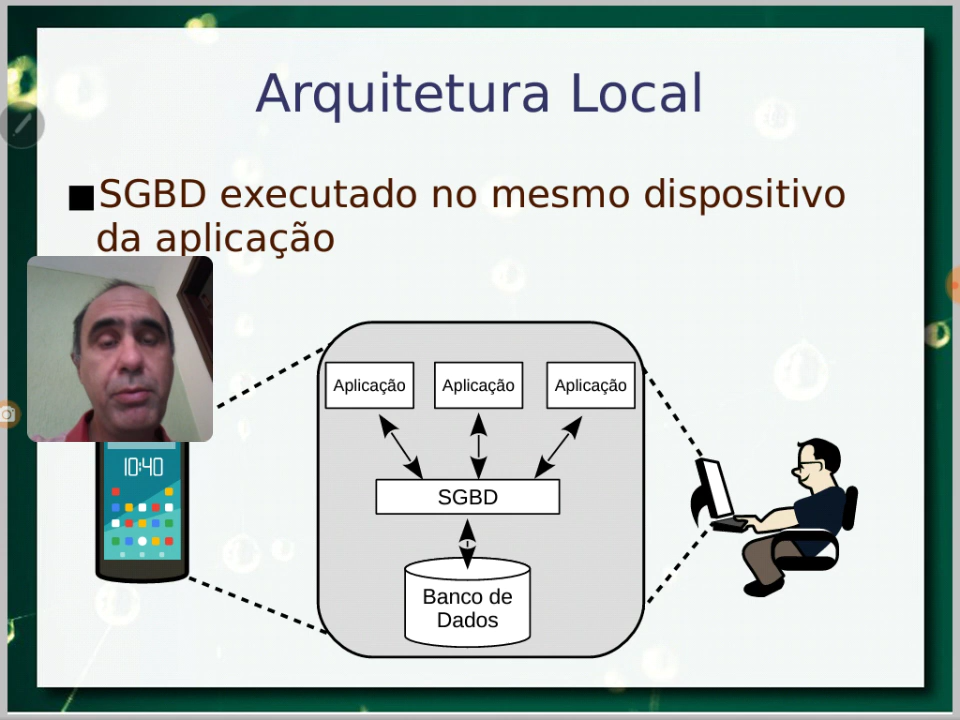 Arquitetura Local
■SGBD executado no mesmo dispositivo
da aplicação
Aplicação Aplicação Aplicação
10:40
SGBD
Banco de
Dados